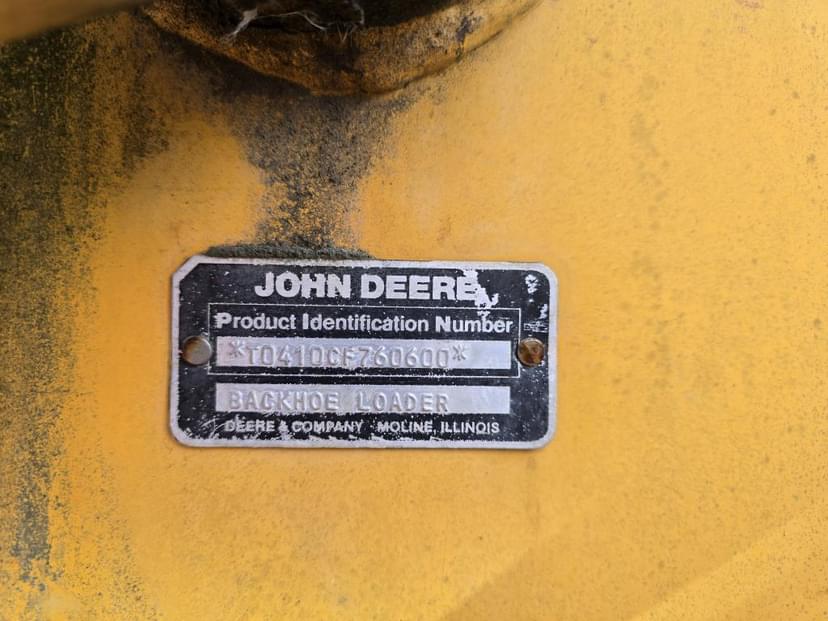 JOHN DEERE
Product Identification Number
*T0410CF760600*
BACKHOE LOADER
DEERE & COMPANY MOLINE, ILLINOIS